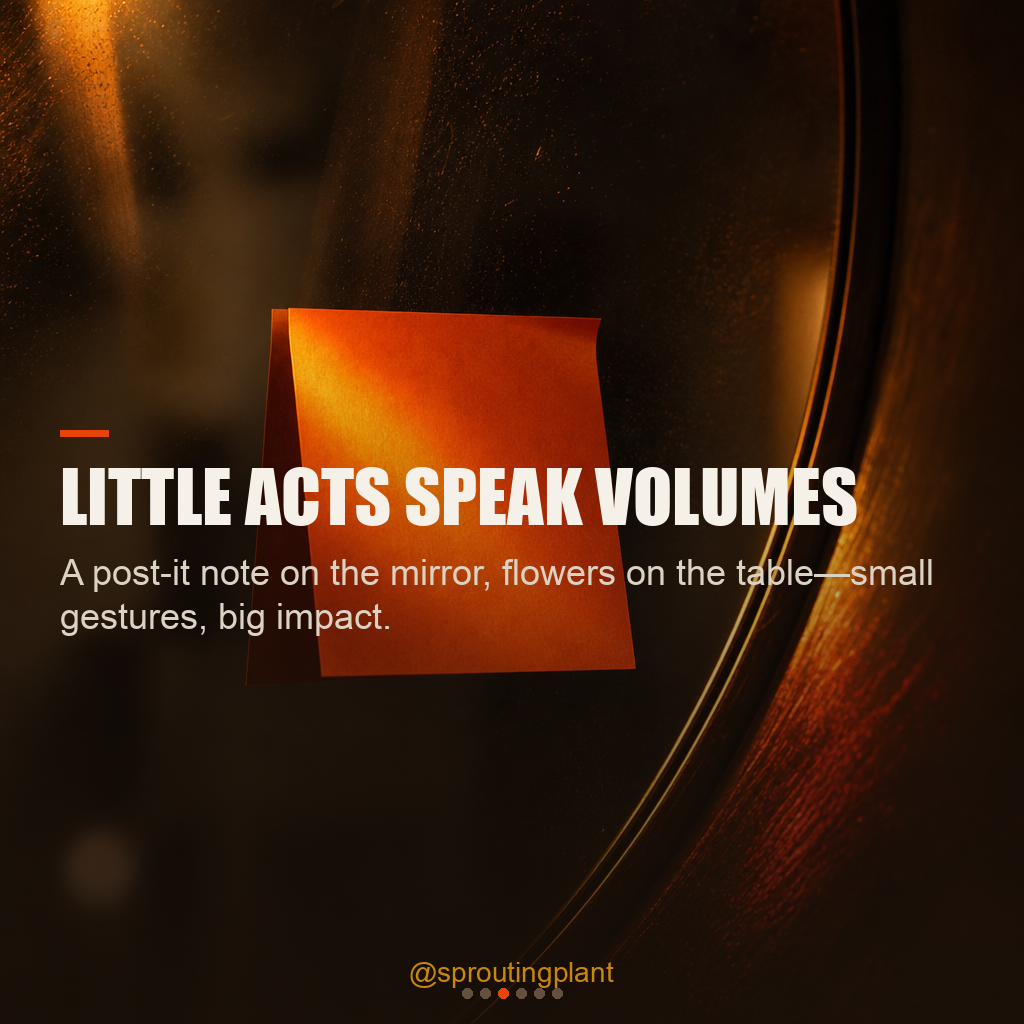 LITTLE ACTS SPEAK VOLUMES
A post-it note on the mirror, flowers on the table—small
gestures, big impact.
@sproutingplant